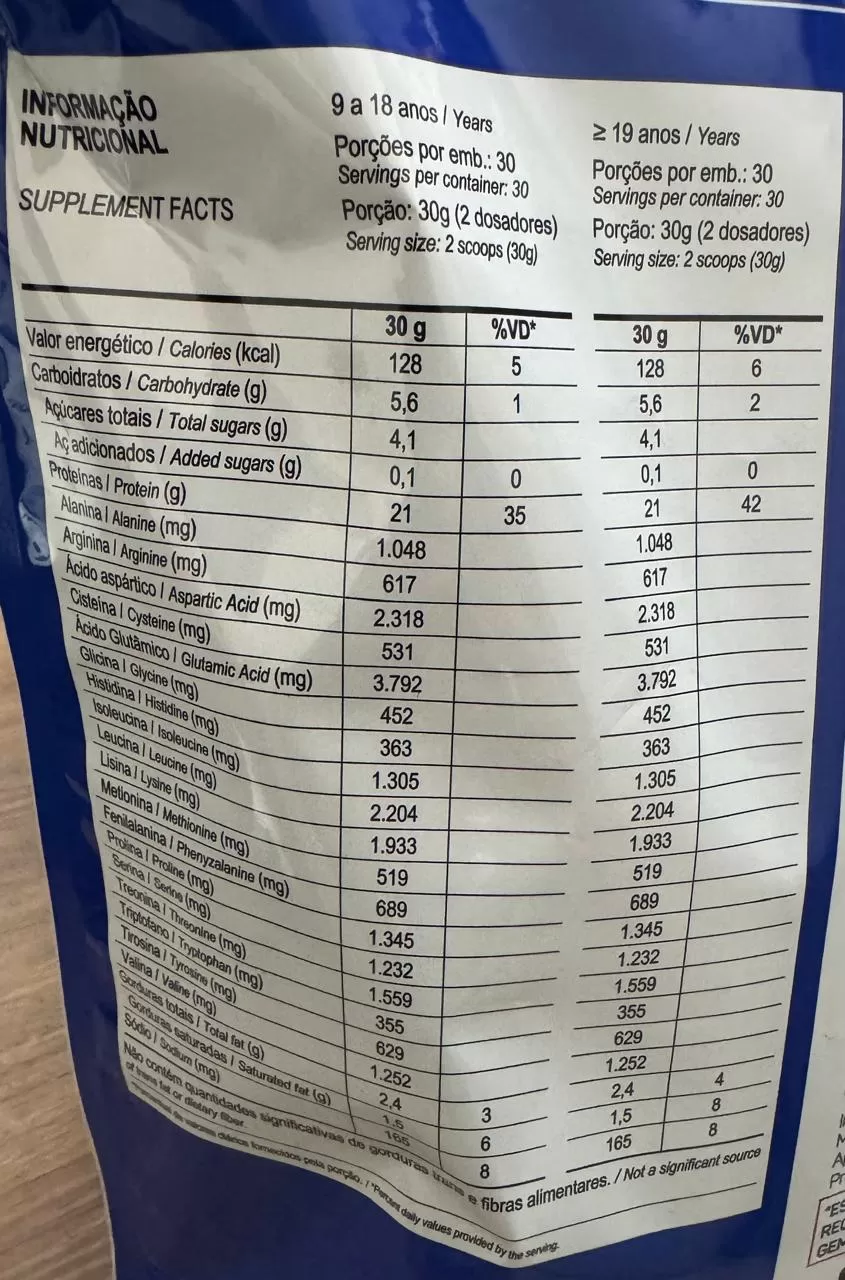 INFORMAÇÃO
NUTRICIONAL
SUPPLEMENT FACTS
9 a 18 anos / Years
Porções por emb.: 30
Servings per container: 30
Porção: 30g (2 dosadores)
Serving size: 2 scoops (30g)
≥ 19 anos / Years
Porções por emb.: 30
Servings per container: 30
Porção: 30g (2 dosadores)
Serving size: 2 scoops (30g)
30 g %VD* 30 g %VD*
Valor energético / Calories (kcal) 128 5 128 6
Carboidratos / Carbohydrate (g) 5,6 1 5,6 2
Açúcares totais / Total sugars (g) 4,1 4,1
Aç adicionados / Added sugars (g) 0,1 0 0,1 0
Proteínas / Protein (g) 21 35 21 42
Alanina / Alanine (mg) 1.048 1.048
Arginina / Arginine (mg) 617 617
Ácido aspártico / Aspartic Acid (mg) 2.318 2.318
Cisteína / Cysteine (mg) 531 531
Ácido Glutâmico / Glutamic Acid (mg) 3.792 3.792
Glicina / Glycine (mg) 452 452
Histidina / Histidine (mg) 363 363
Isoleucina / Isoleucine (mg) 1.305 1.305
Leucina / Leucine (mg) 2.204 2.204
Lisina / Lysine (mg) 1.933 1.933
Metionina / Methionine (mg) 519 519
Fenilalanina / Phenyzalanine (mg) 689 689
Prolina / Proline (mg) 1.345 1.345
Serina / Serine (mg) 1.232 1.232
Treonina / Threonine (mg) 1.559 1.559
Triptofano / Tryptophan (mg) 355 355
Tirosina / Tyrosine (mg) 629 629
Valina / Valine (mg) 1.252 1.252
Gorduras totais / Total fat (g) 2,4 3 2,4 4
Gorduras saturadas / Saturated fat (g) 1,5 6 1,5 8
Sódio / Sodium (mg) 165 8 165 8
Não contém quantidades significativas de gorduras trans e fibras alimentares. / Not a significant source
of trans fat or dietary fiber.
*Percentual de valores diários fornecidos pela porção. / *Percent daily values provided by the serving.
*ES
REC
GEM